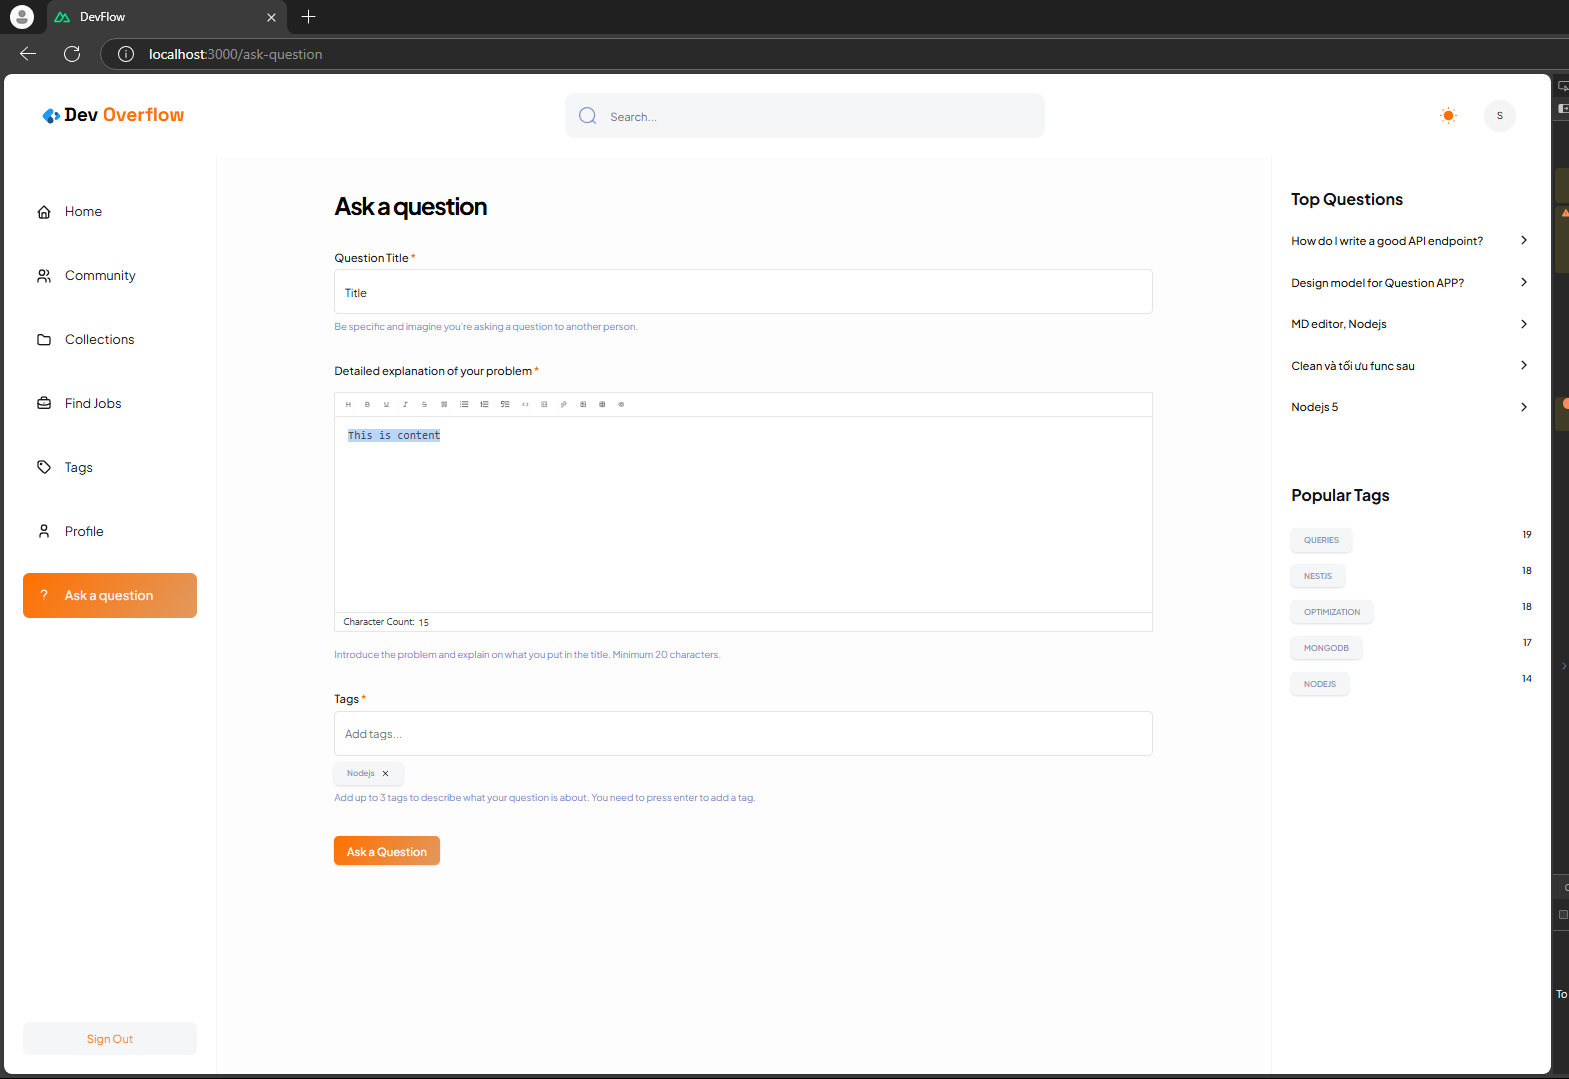 DevFlow
localhost:3000/ask-question
Dev Overflow
Search...
S
Home
Community
Collections
Find Jobs
Tags
Profile
? Ask a question
Sign Out
Ask a question
Question Title *
Title
Be specific and imagine you're asking a question to another person.
Detailed explanation of your problem *
This is content
Character Count: 15
Introduce the problem and explain on what you put in the title. Minimum 20 characters.
Tags *
Add tags...
Nodejs
Add up to 3 tags to describe what your question is about. You need to press enter to add a tag.
Ask a Question
Top Questions
How do I write a good API endpoint?
Design model for Question APP?
MD editor, Nodejs
Clean và tối ưu func sau
Nodejs 5
Popular Tags
QUERIES 19
NESTJS 18
OPTIMIZATION 18
MONGODB 17
NODEJS 14
To